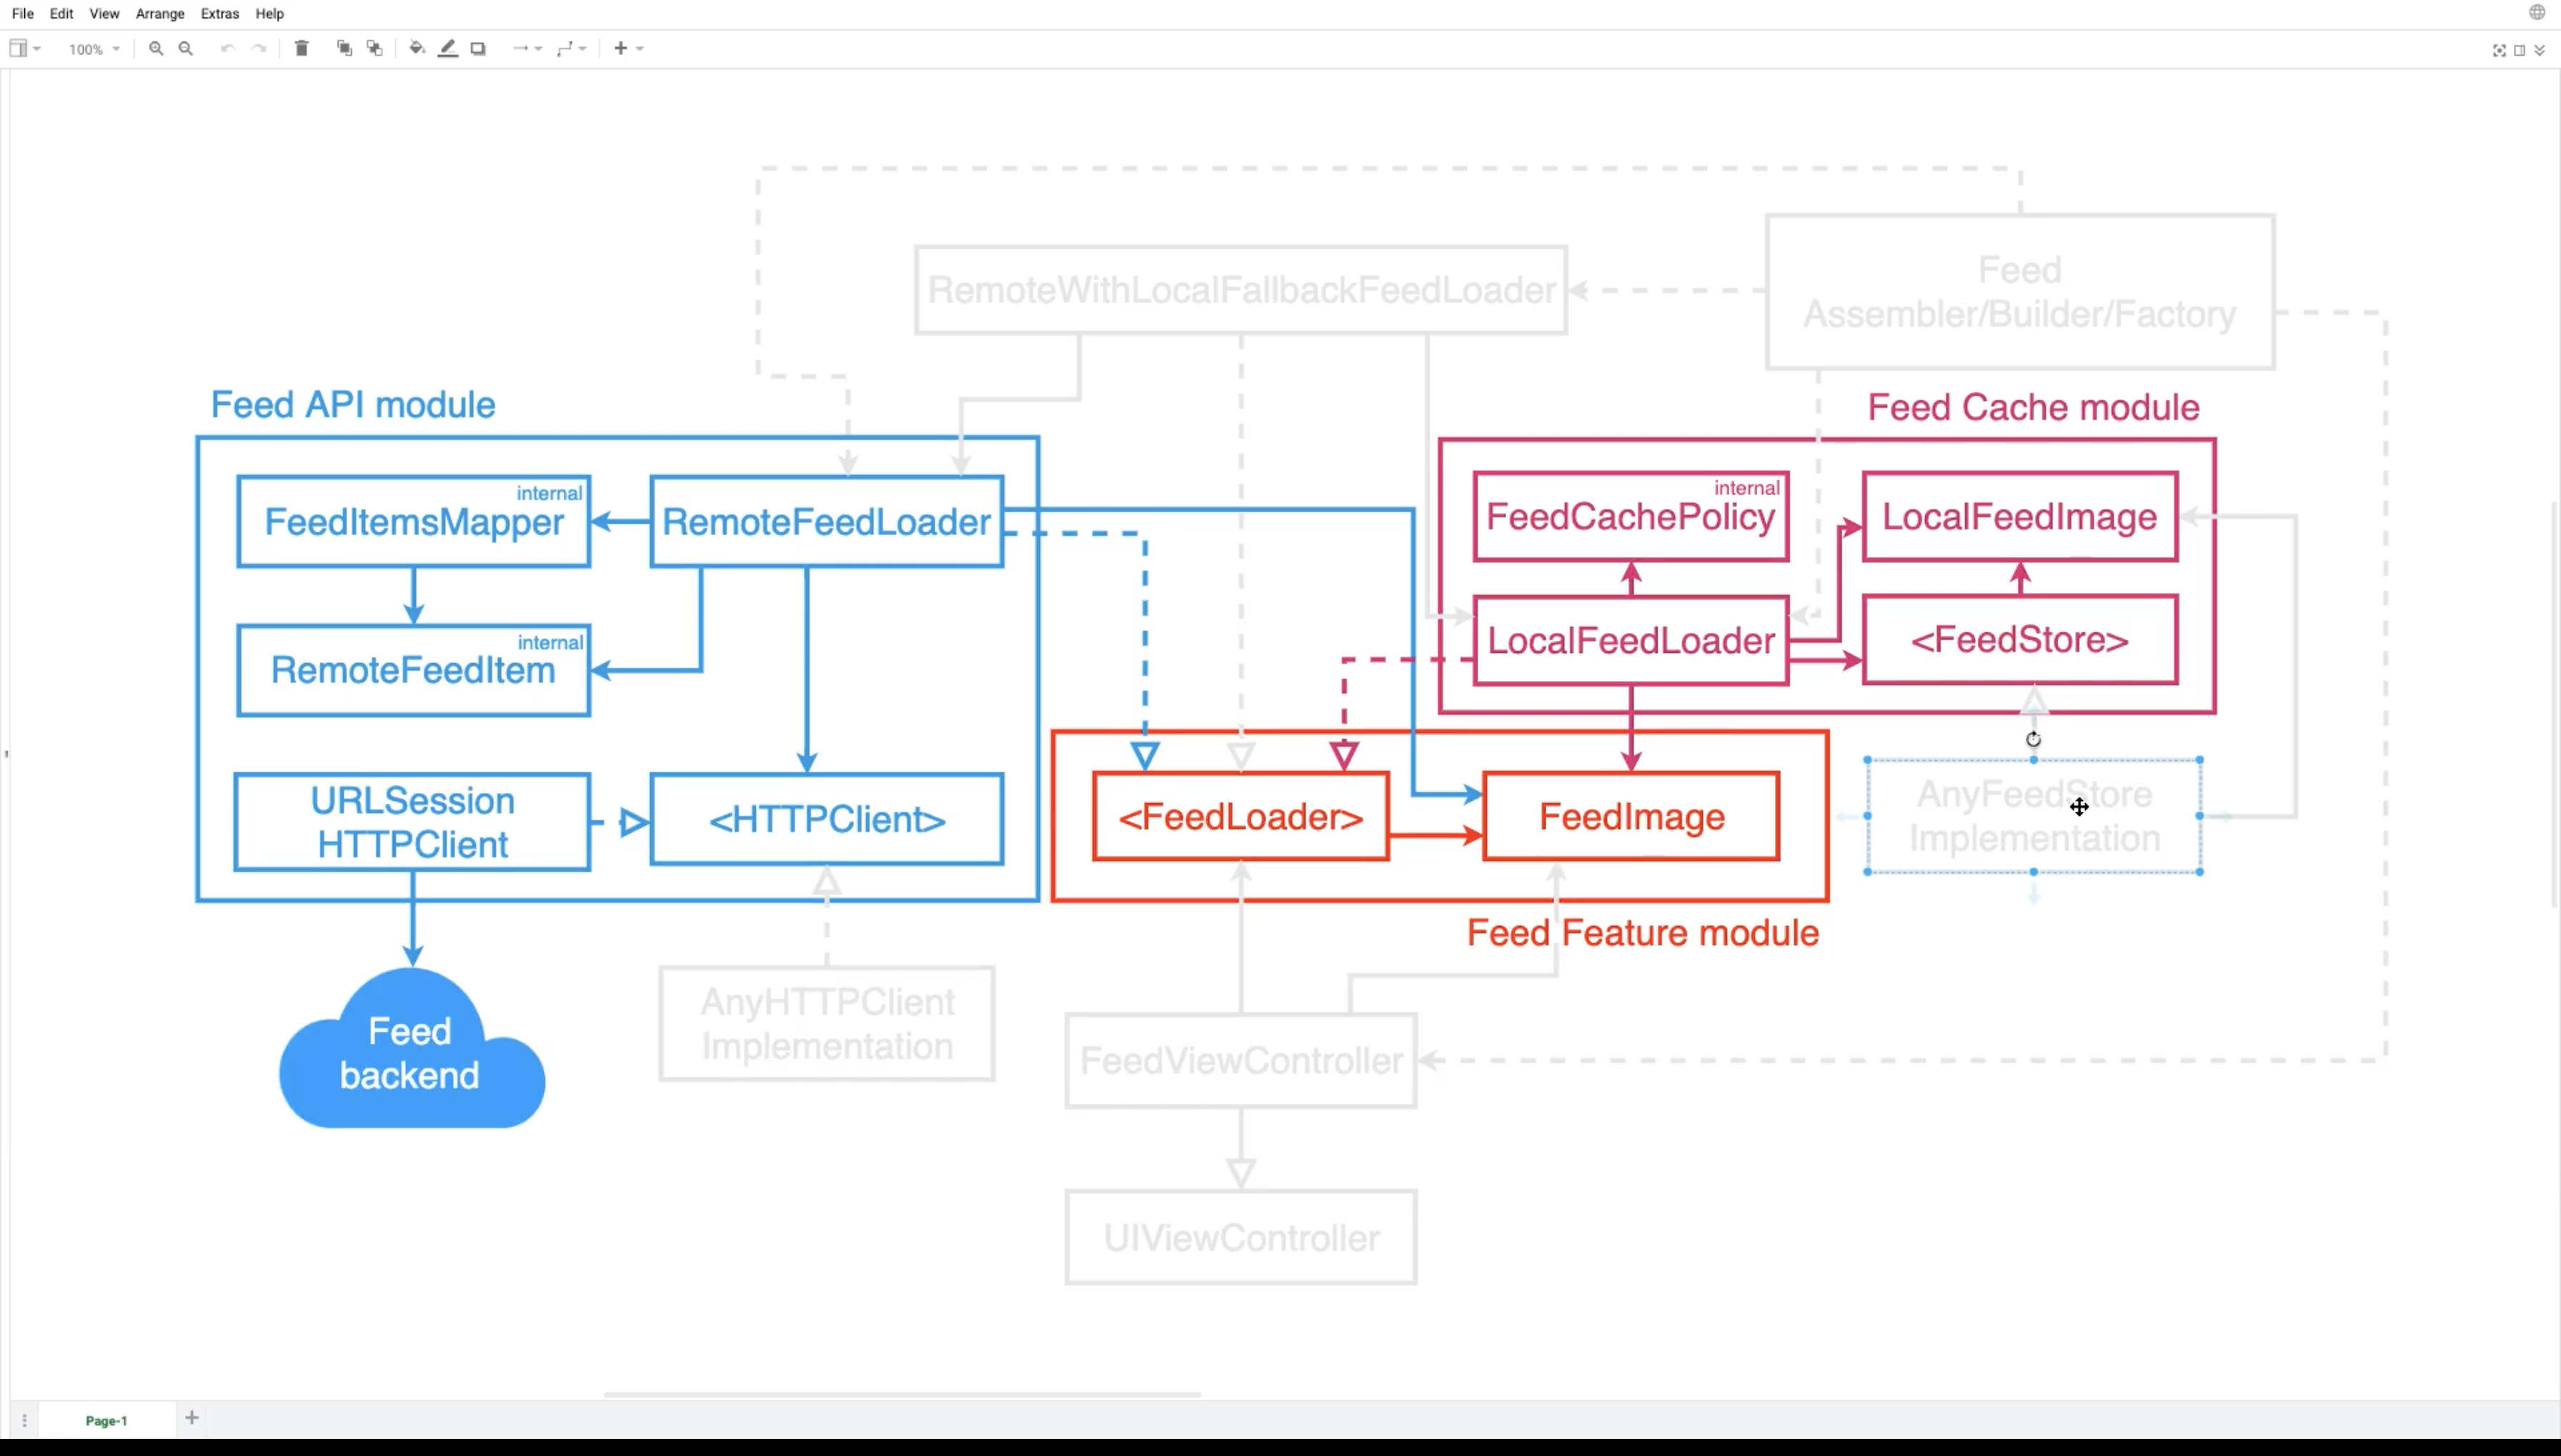 File Edit View Arrange Extras Help
100%
RemoteWithLocalFallbackFeedLoader
Feed
Assembler/Builder/Factory
Feed API module
Feed Cache module
internal
FeedItemsMapper
RemoteFeedLoader
internal
FeedCachePolicy
LocalFeedImage
internal
RemoteFeedItem
LocalFeedLoader
<FeedStore>
URLSession
HTTPClient
<HTTPClient>
<FeedLoader>
FeedImage
AnyFeedStore
Implementation
Feed Feature module
Feed
backend
AnyHTTPClient
Implementation
FeedViewController
UIViewController
Page-1